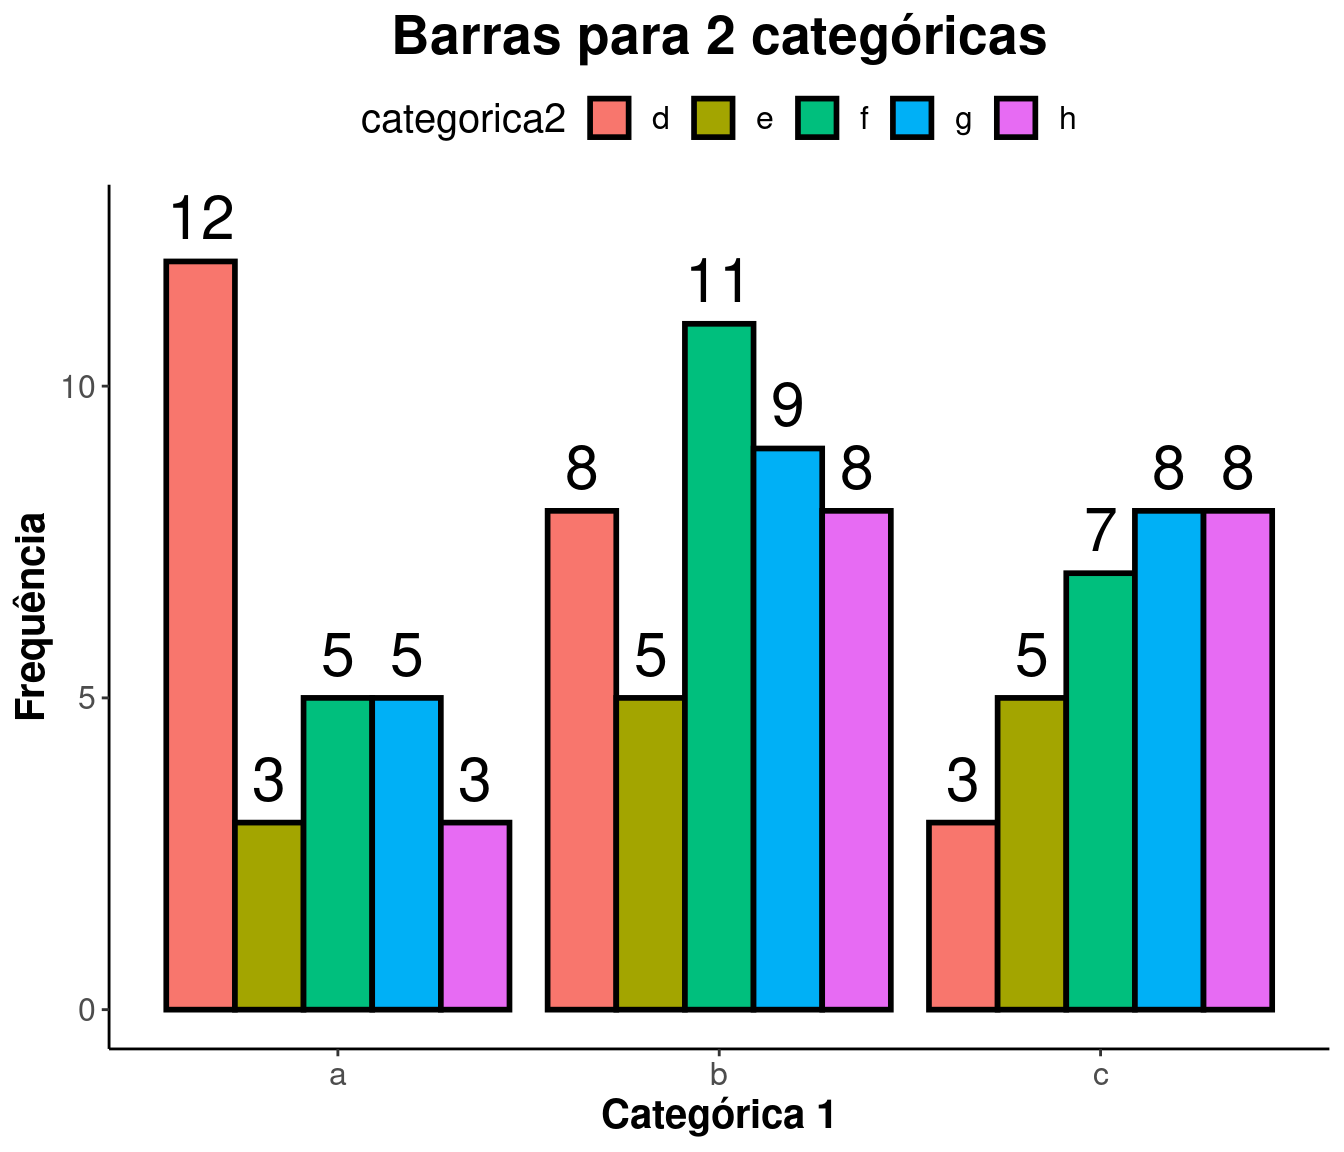 Barras para 2 categóricas
categorica2 d e f g h
12
11
9
8 8 8 8
7
5 5 5 5
3 3 3
10
5
0
Frequência
a b c
Categórica 1